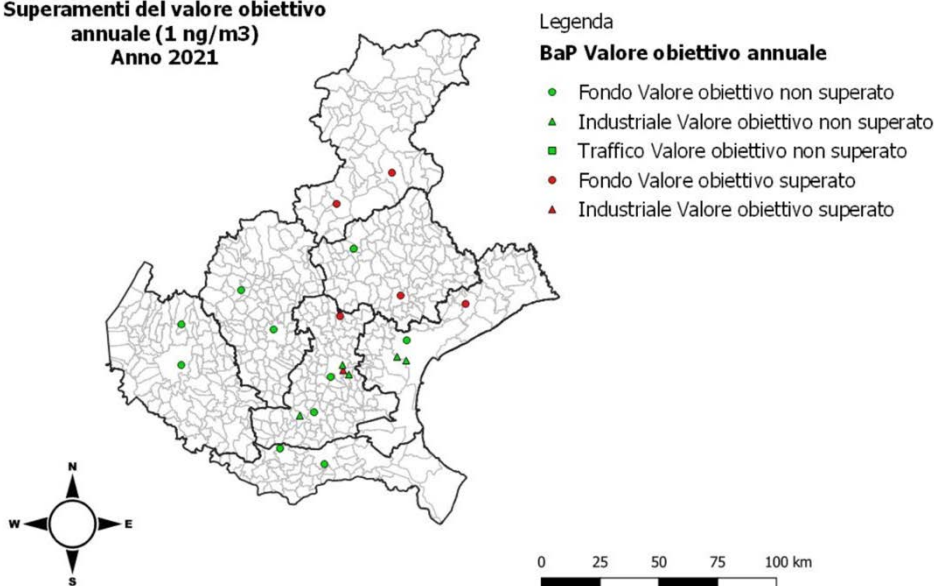 Superamenti del valore obiettivo
annuale (1 ng/m3)
Anno 2021
Legenda
BaP Valore obiettivo annuale
Fondo Valore obiettivo non superato
Industriale Valore obiettivo non superato
Traffico Valore obiettivo non superato
Fondo Valore obiettivo superato
Industriale Valore obiettivo superato
N
W E
S
0 25 50 75 100 km